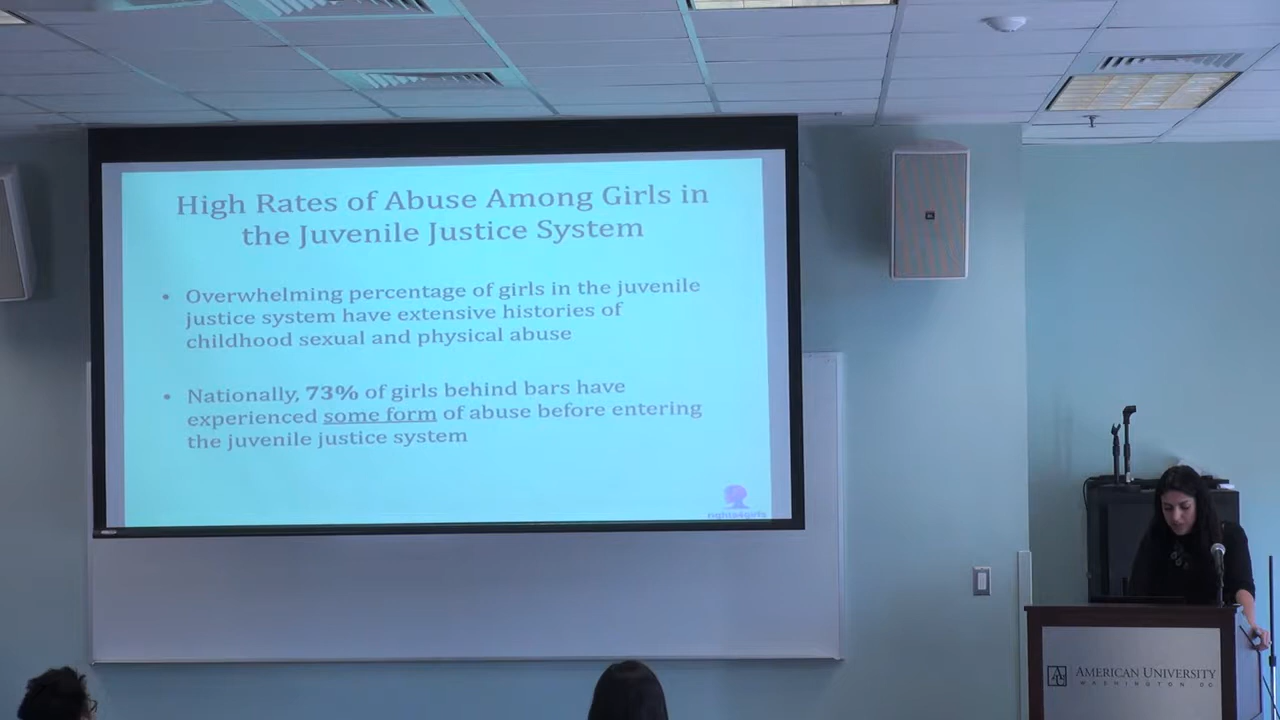 High Rates of Abuse Among Girls in
the Juvenile Justice System
• Overwhelming percentage of girls in the juvenile
justice system have extensive histories of
childhood sexual and physical abuse
• Nationally, 73% of girls behind bars have
experienced some form of abuse before entering
the juvenile justice system
rights4girls
AMERICAN UNIVERSITY
WASHINGTON, DC